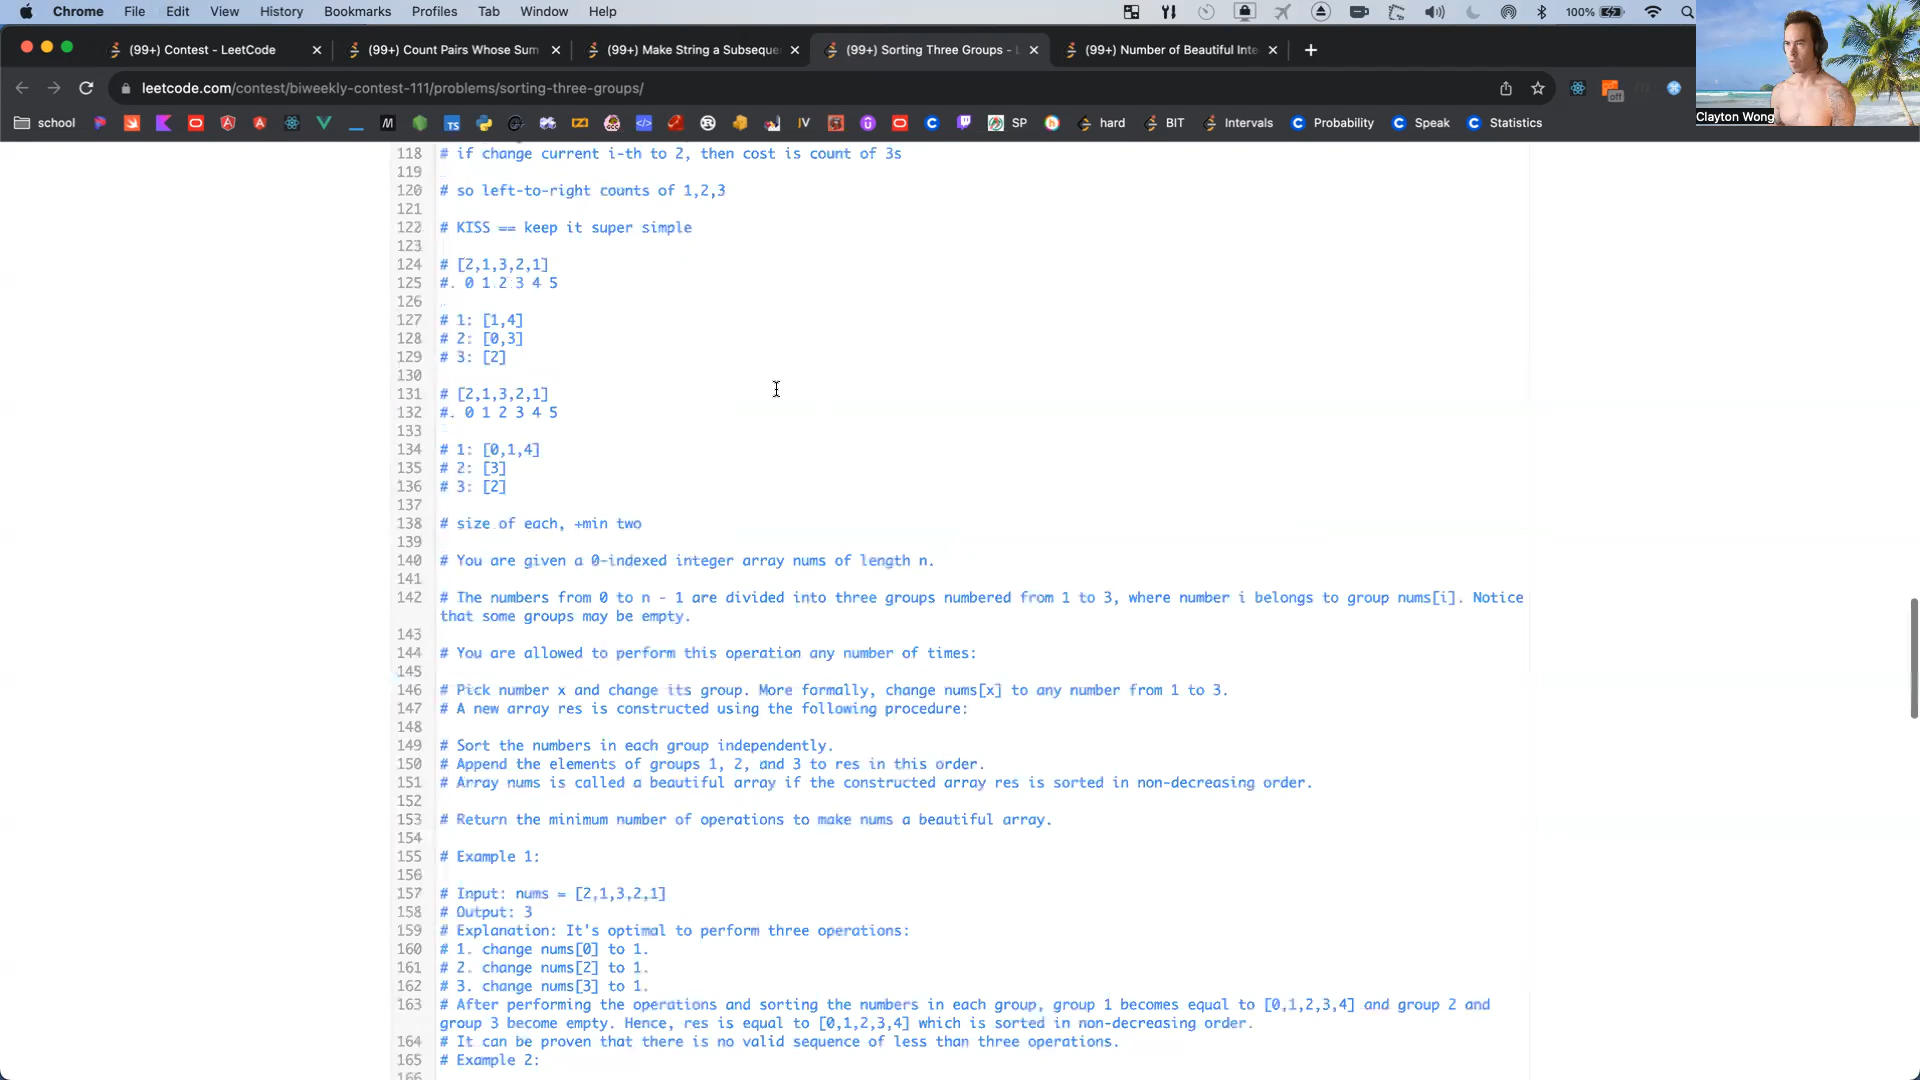 Chrome File Edit View History Bookmarks Profiles Tab Window Help 100%
(99+) Contest - LeetCode (99+) Count Pairs Whose Sum (99+) Make String a Subseque (99+) Sorting Three Groups - L (99+) Number of Beautiful Inte
leetcode.com/contest/biweekly-contest-111/problems/sorting-three-groups/ off
Clayton Wong
school TS JV SP hard BIT Intervals Probability Speak Statistics
118 # if change current i-th to 2, then cost is count of 3s
119
120 # so left-to-right counts of 1,2,3
121
122 # KISS == keep it super simple
123
124 # [2,1,3,2,1]
125 #. 0 1 2 3 4 5
126
127 # 1: [1,4]
128 # 2: [0,3]
129 # 3: [2]
130
131 # [2,1,3,2,1]
132 #. 0 1 2 3 4 5
133
134 # 1: [0,1,4]
135 # 2: [3]
136 # 3: [2]
137
138 # size of each, +min two
139
140 # You are given a 0-indexed integer array nums of length n.
141
142 # The numbers from 0 to n - 1 are divided into three groups numbered from 1 to 3, where number i belongs to group nums[i]. Notice
that some groups may be empty.
143
144 # You are allowed to perform this operation any number of times:
145
146 # Pick number x and change its group. More formally, change nums[x] to any number from 1 to 3.
147 # A new array res is constructed using the following procedure:
148
149 # Sort the numbers in each group independently.
150 # Append the elements of groups 1, 2, and 3 to res in this order.
151 # Array nums is called a beautiful array if the constructed array res is sorted in non-decreasing order.
152
153 # Return the minimum number of operations to make nums a beautiful array.
154
155 # Example 1:
156
157 # Input: nums = [2,1,3,2,1]
158 # Output: 3
159 # Explanation: It's optimal to perform three operations:
160 # 1. change nums[0] to 1.
161 # 2. change nums[2] to 1.
162 # 3. change nums[3] to 1.
163 # After performing the operations and sorting the numbers in each group, group 1 becomes equal to [0,1,2,3,4] and group 2 and
group 3 become empty. Hence, res is equal to [0,1,2,3,4] which is sorted in non-decreasing order.
164 # It can be proven that there is no valid sequence of less than three operations.
165 # Example 2:
166